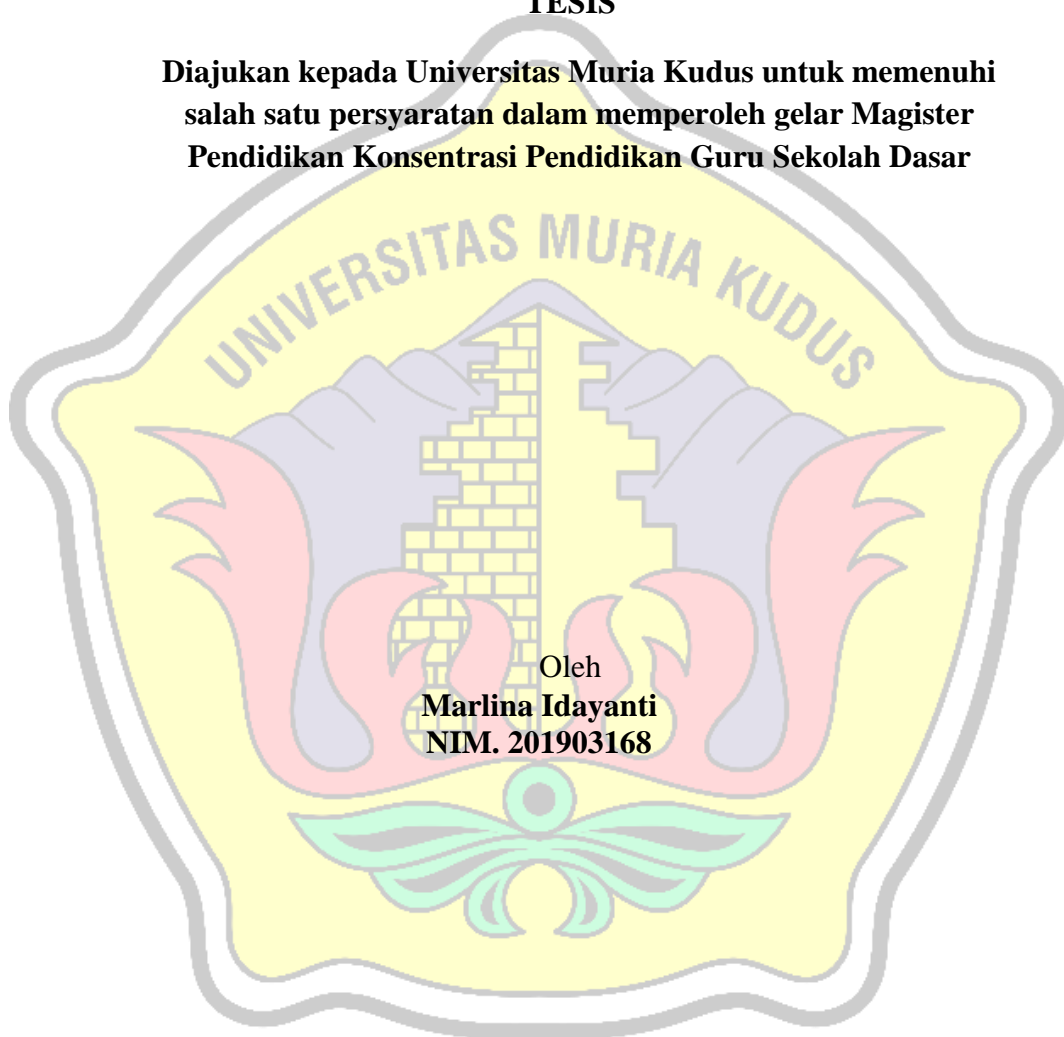 TESIS
Diajukan kepada Universitas Muria Kudus untuk memenuhi
salah satu persyaratan dalam memperoleh gelar Magister
Pendidikan Konsentrasi Pendidikan Guru Sekolah Dasar
UNIVERSITAS MURIA KUDUS
Oleh
Marlina Idayanti
NIM. 201903168